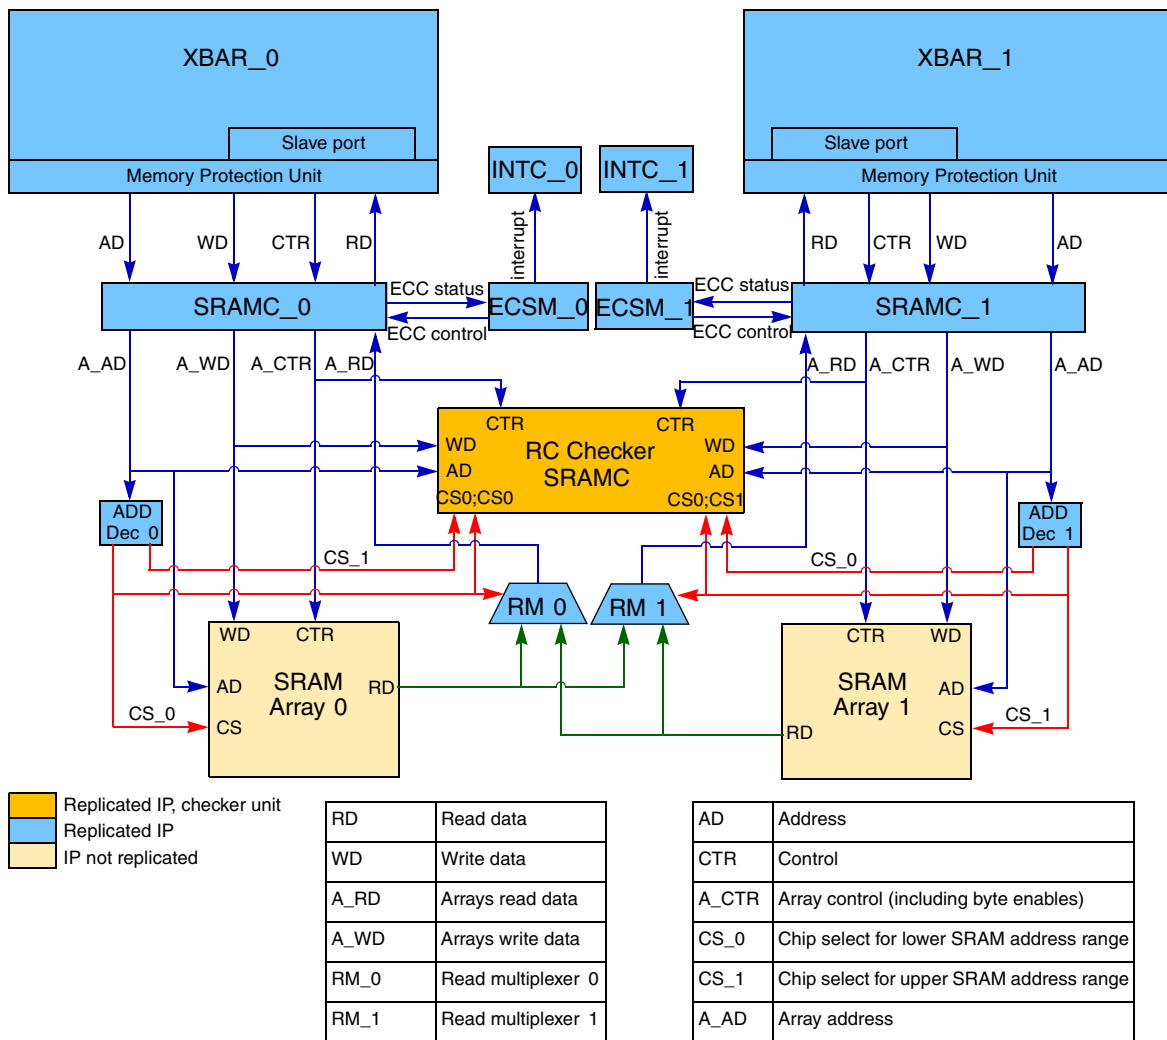 XBAR_0
XBAR_1
Slave port
Slave port
Memory Protection Unit
Memory Protection Unit
INTC_0
INTC_1
AD
WD
CTR
RD
interrupt
interrupt
RD
CTR
WD
AD
SRAMC_0
ECC status
ECSM_0
ECC control
ECSM_1
ECC status
ECC control
SRAMC_1
A_AD
A_WD
A_CTR
A_RD
A_RD
A_CTR
A_WD
A_AD
CTR
CTR
WD
AD
RC Checker
SRAMC
WD
AD
CS0;CS0
CS0;CS1
ADD
Dec 0
ADD
Dec 1
CS_1
CS_0
RM 0
RM 1
WD
CTR
AD
SRAM
Array 0
RD
CS
CS_0
CTR
WD
SRAM
Array 1
AD
RD
CS
CS_1
Replicated IP, checker unit
Replicated IP
IP not replicated
RD Read data
WD Write data
A_RD Arrays read data
A_WD Arrays write data
RM_0 Read multiplexer 0
RM_1 Read multiplexer 1
AD Address
CTR Control
A_CTR Array control (including byte enables)
CS_0 Chip select for lower SRAM address range
CS_1 Chip select for upper SRAM address range
A_AD Array address